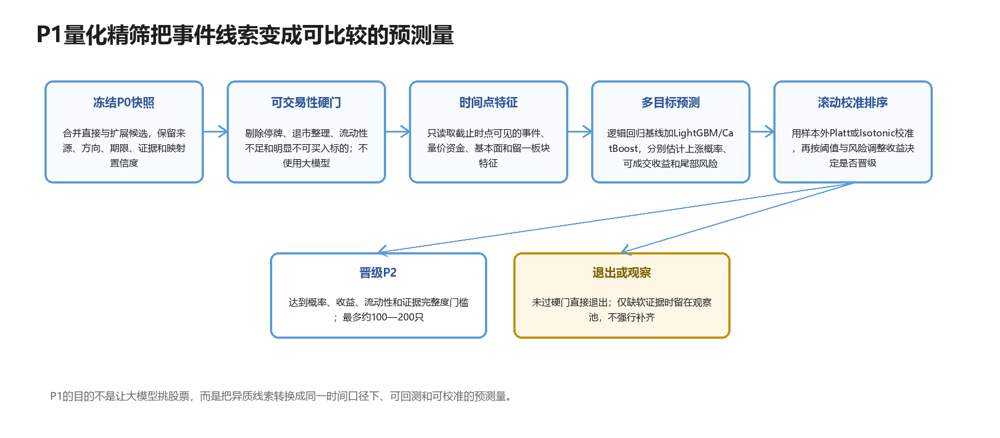 P1量化精筛把事件线索变成可比较的预测量
冻结P0快照
合并直接与扩展候选，保留来
源、方向、期限、证据和映射
置信度
可交易性硬门
剔除停牌、退市整理、流动性
不足和明显不可买入标的；不
使用大模型
时间点特征
只读取截止时点可见的事件、
量价资金、基本面和留一板块
特征
多目标预测
逻辑回归基线加LightGBM/Ca
tBoost，分别估计上涨概率、
可成交收益和尾部风险
滚动校准排序
用样本外Platt或Isotonic校准
，再按阈值与风险调整收益决
定是否晋级
晋级P2
达到概率、收益、流动性和证据完整度门槛
；最多约100—200只
退出或观察
未过硬门直接退出；仅缺软证据时留在观察
池，不强行补齐
P1的目的不是让大模型挑股票，而是把异质线索转换成同一时间口径下、可回测和可校准的预测量。